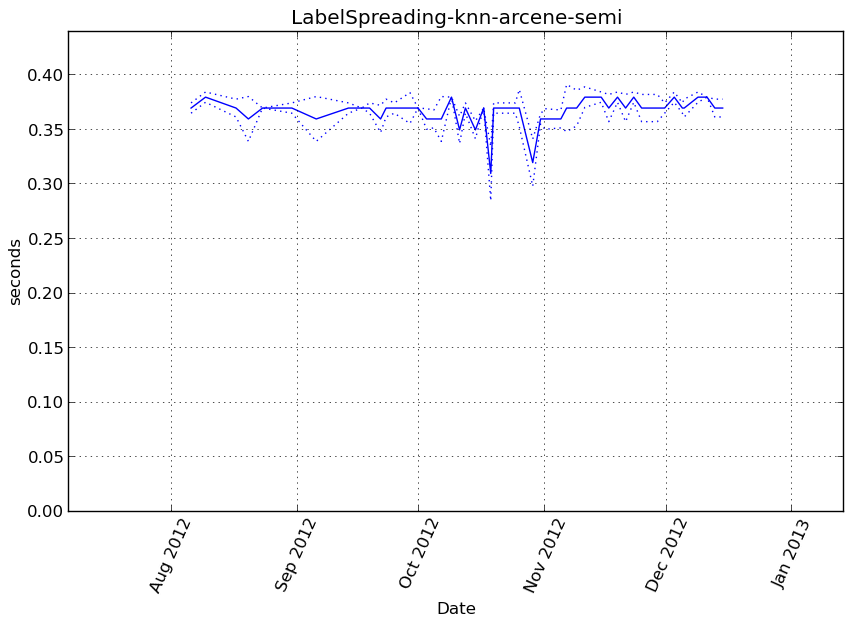 LabelSpreading-knn-arcene-semi
0.40
0.35
0.30
0.25
0.20
0.15
0.10
0.05
0.00
seconds
Aug 2012
Sep 2012
Oct 2012
Nov 2012
Dec 2012
Jan 2013
Date